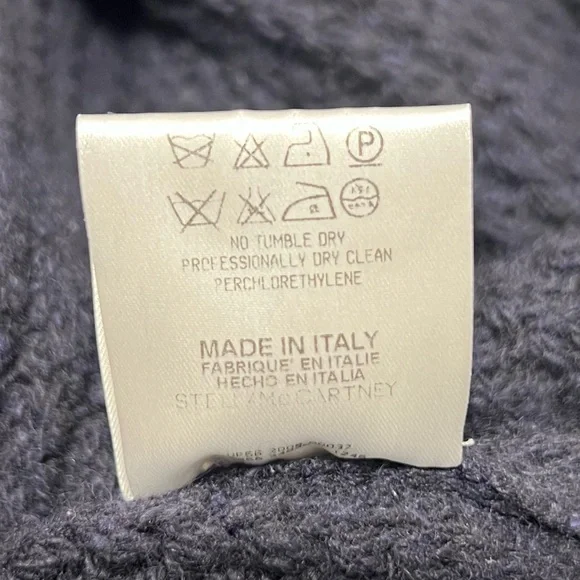 P
NO TUMBLE DRY
PROFESSIONALLY DRY CLEAN
PERCHLORETHYLENE
MADE IN ITALY
FABRIQUE' EN ITALIE
HECHO EN ITALIA
STELLA McCARTNEY